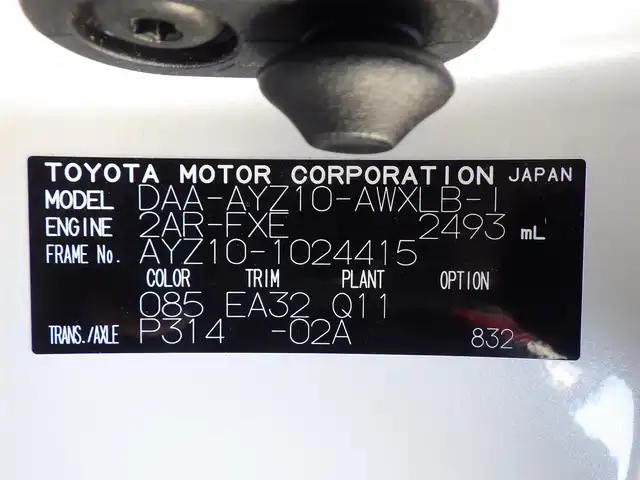 TOYOTA MOTOR CORPORATION JAPAN
MODEL DAA-AYZ10-AWXLB-I
ENGINE 2AR-FXE 2493 mL
FRAME No. AYZ10-1024415
COLOR TRIM PLANT OPTION
085 EA32 Q11
TRANS./AXLE P314 -02A 832